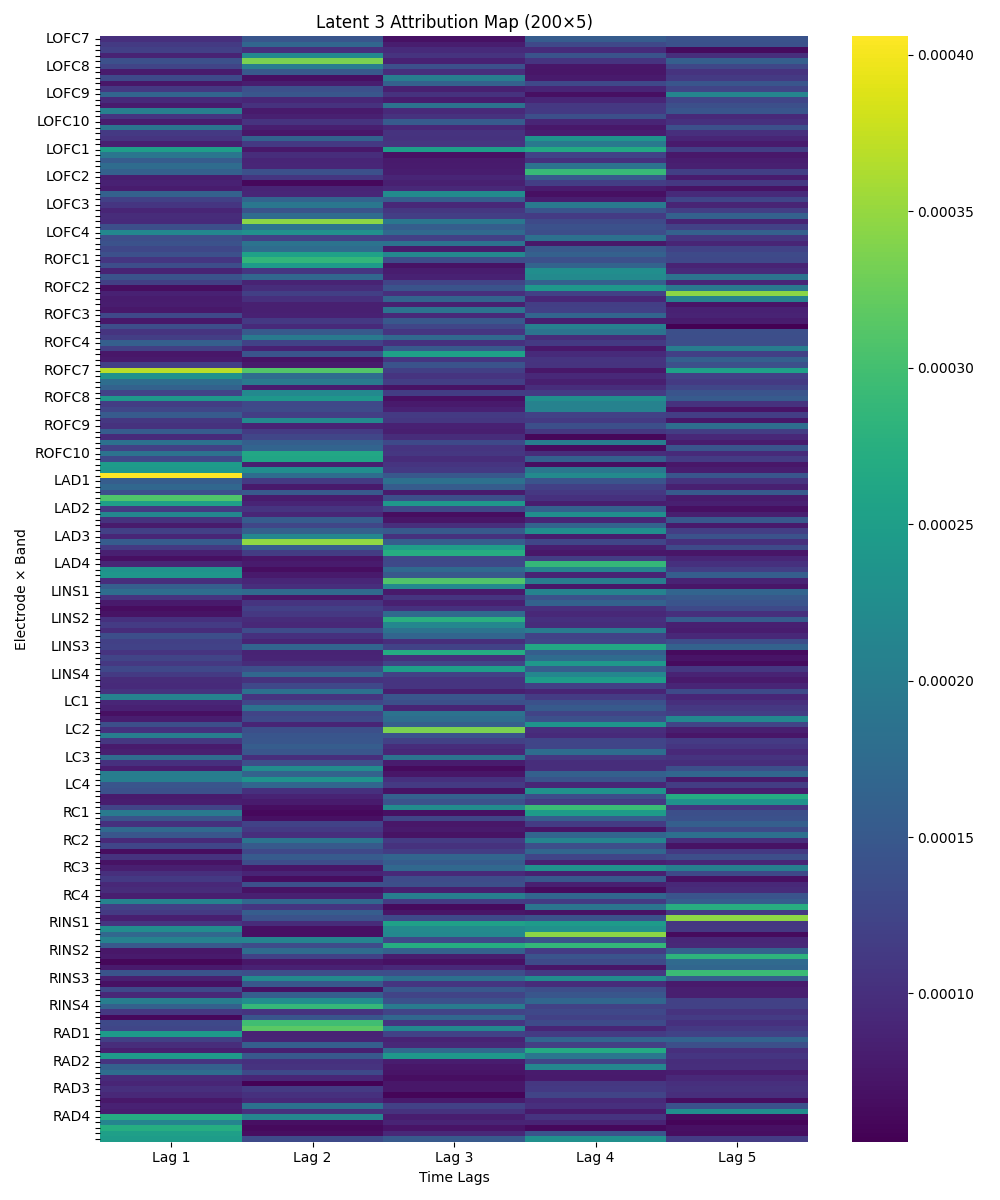 Latent 3 Attribution Map (200×5)
LOFC7
LOFC8
LOFC9
LOFC10
LOFC1
LOFC2
LOFC3
LOFC4
ROFC1
ROFC2
ROFC3
ROFC4
ROFC7
ROFC8
ROFC9
ROFC10
LAD1
LAD2
LAD3
LAD4
LINS1
LINS2
LINS3
LINS4
LC1
LC2
LC3
LC4
RC1
RC2
RC3
RC4
RINS1
RINS2
RINS3
RINS4
RAD1
RAD2
RAD3
RAD4
Electrode × Band
Lag 1
Lag 2
Lag 3
Lag 4
Lag 5
Time Lags
0.00040
0.00035
0.00030
0.00025
0.00020
0.00015
0.00010